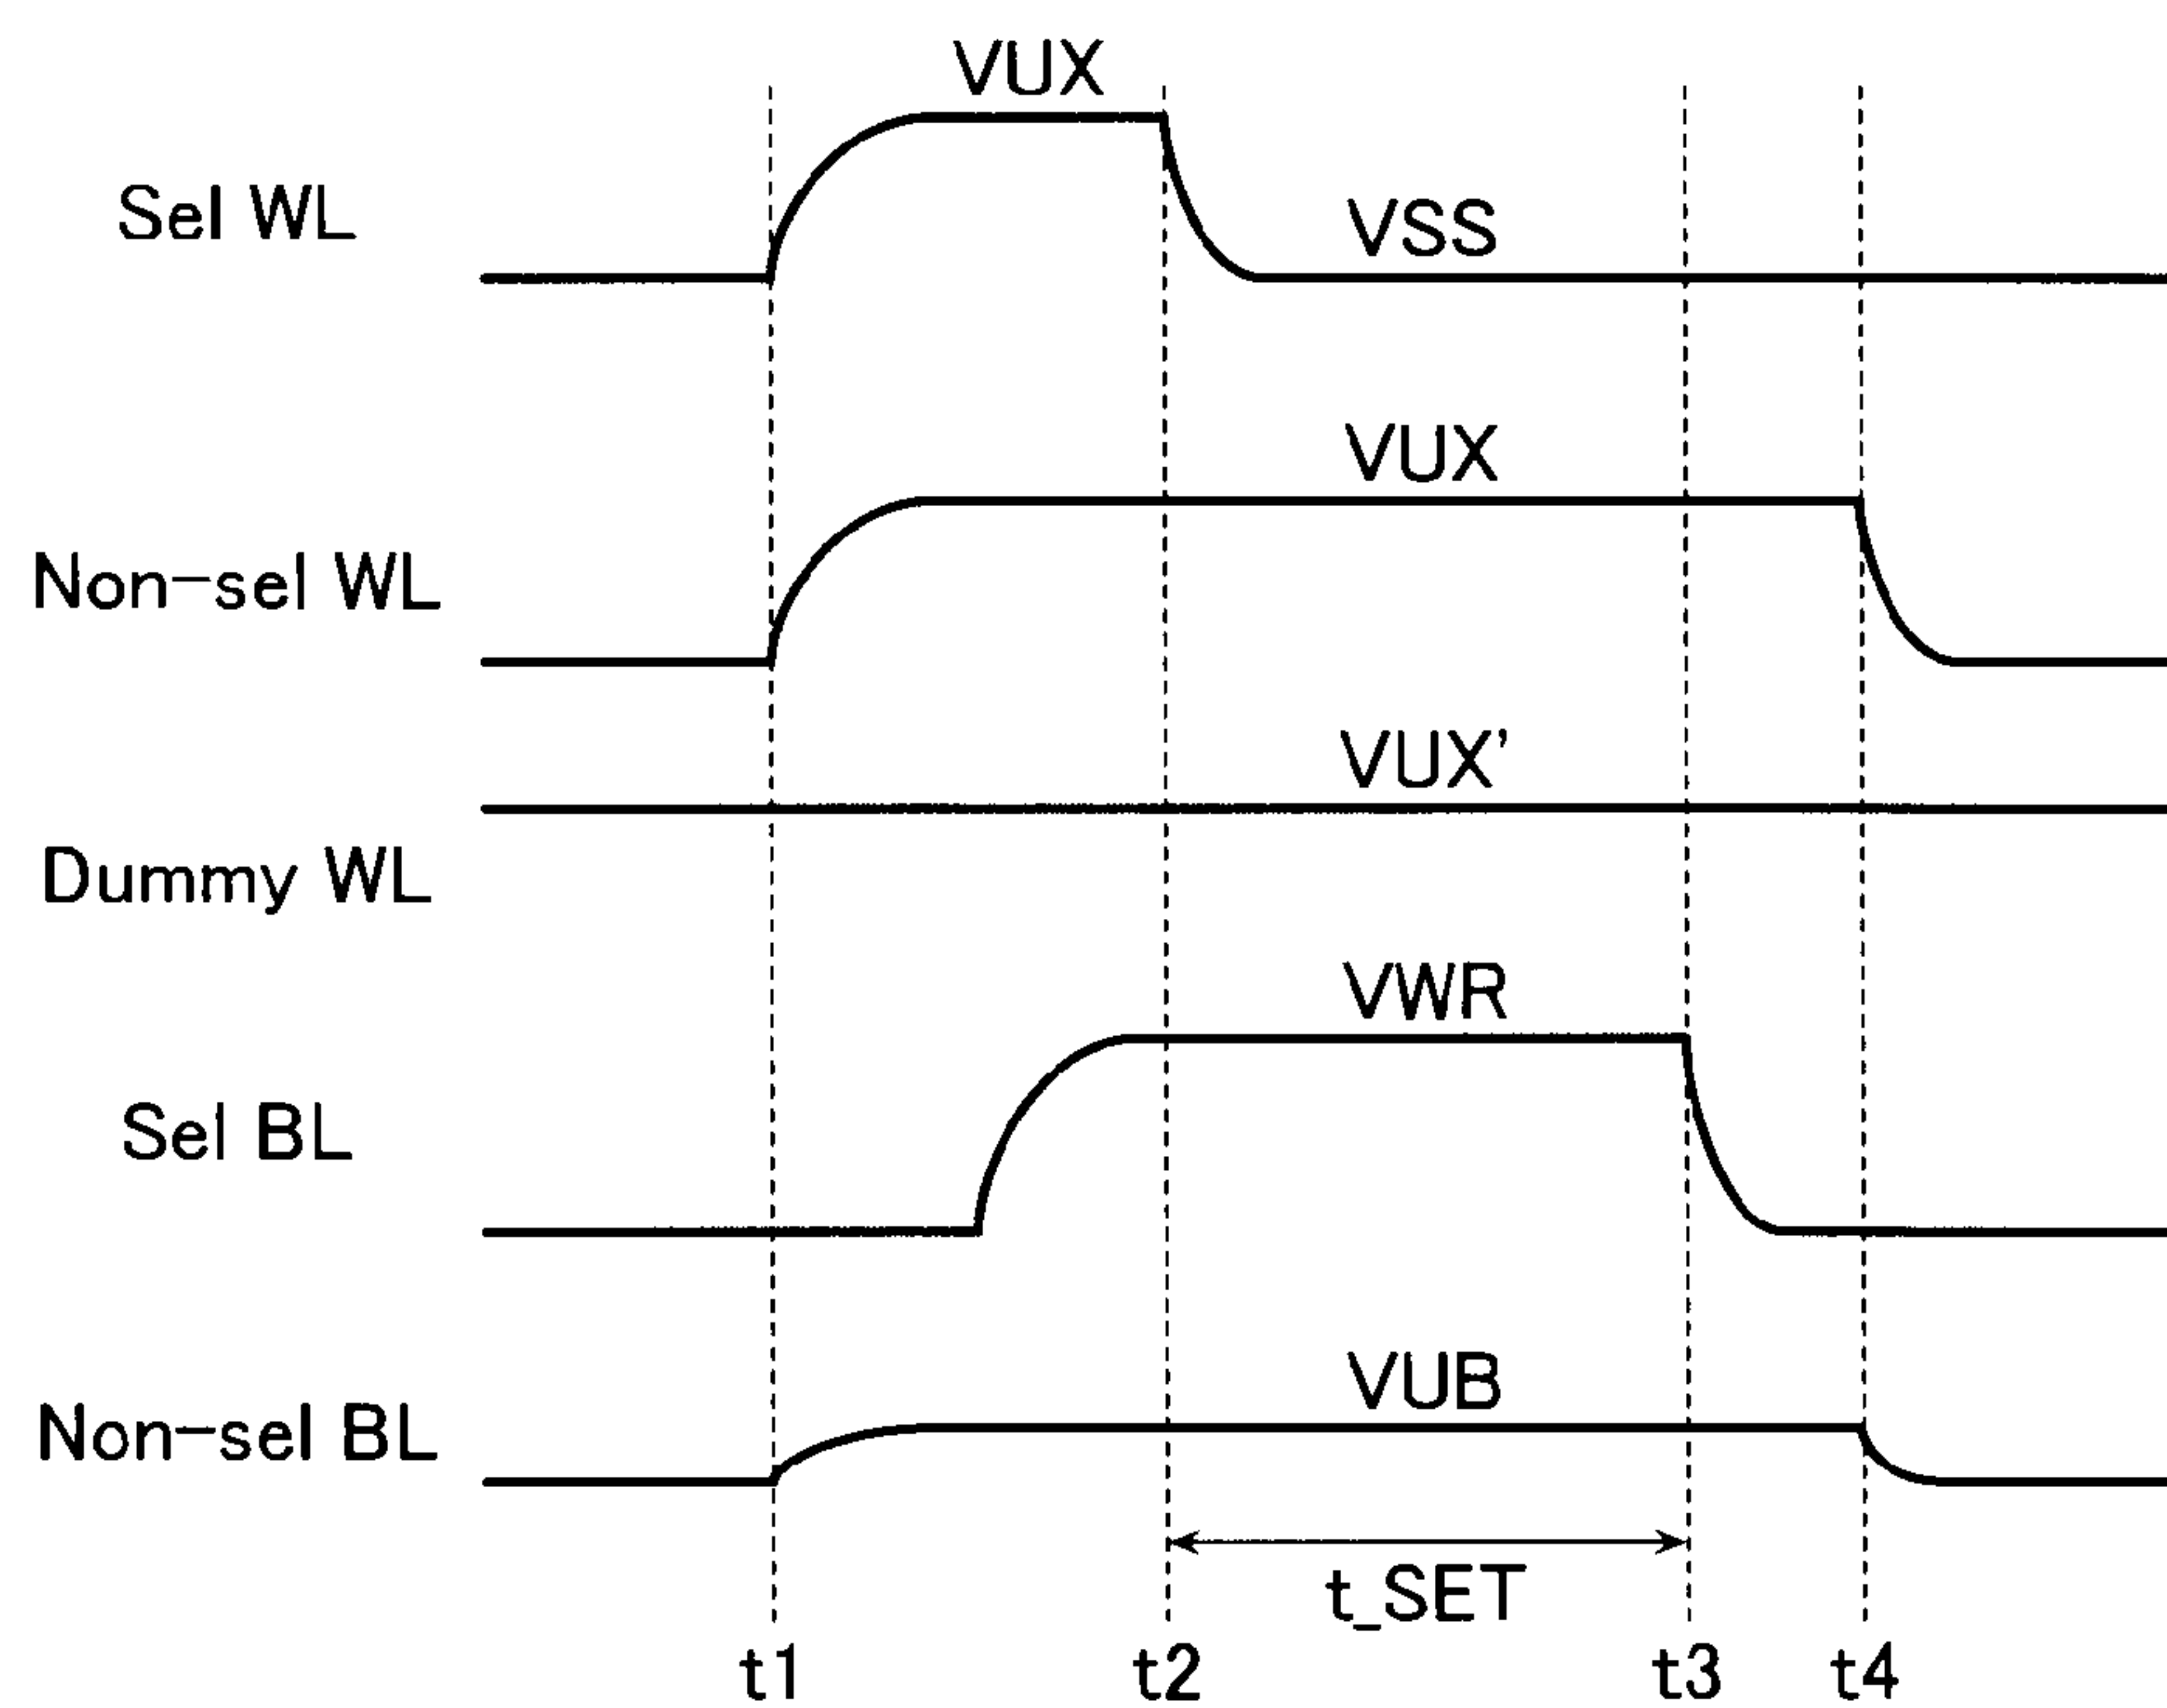 VUX
Sel WL
VSS
VUX
Non-sel WL
VUX'
Dummy WL
VWR
Sel BL
VUB
Non-sel BL
t_SET
t1 t2 t3 t4